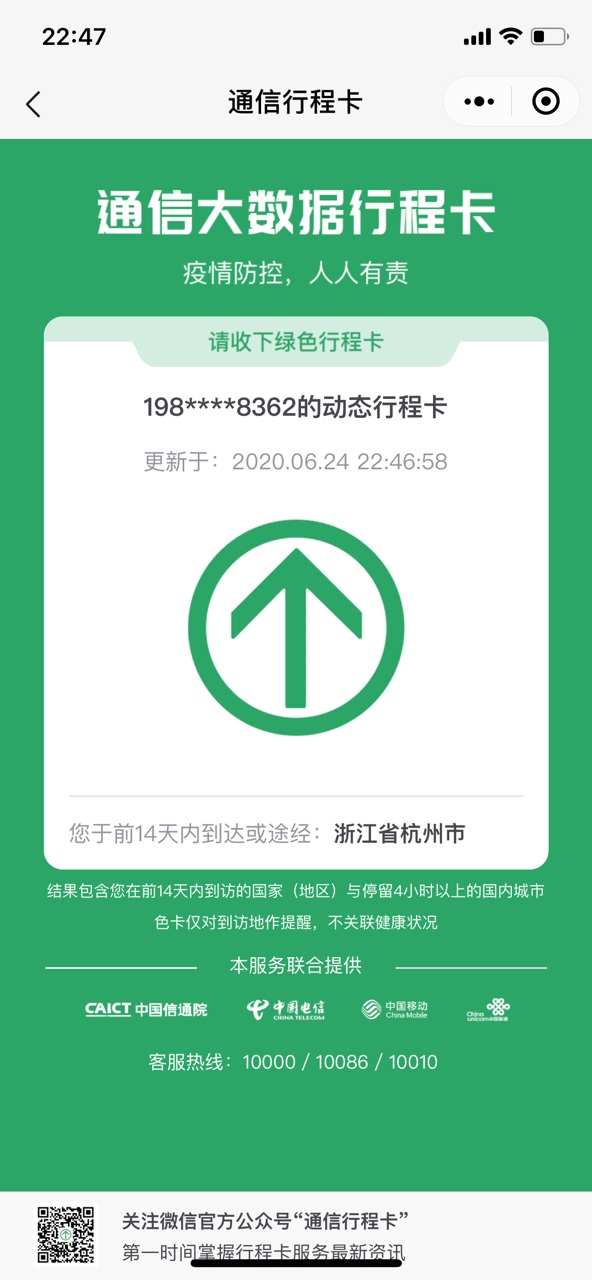 22:47
通信行程卡
通信大数据行程卡
疫情防控，人人有责
请收下绿色行程卡
198****8362的动态行程卡
更新于：2020.06.24 22:46:58
您于前14天内到达或途经：浙江省杭州市
结果包含您在前14天内到访的国家（地区）与停留4小时以上的国内城市
色卡仅对到访地作提醒，不关联健康状况
本服务联合提供
CAICT 中国信通院 中国电信 CHINA TELECOM 中国移动 China Mobile China unicom中国联通
客服热线：10000 / 10086 / 10010
关注微信官方公众号“通信行程卡”
第一时间掌握行程卡服务最新资讯